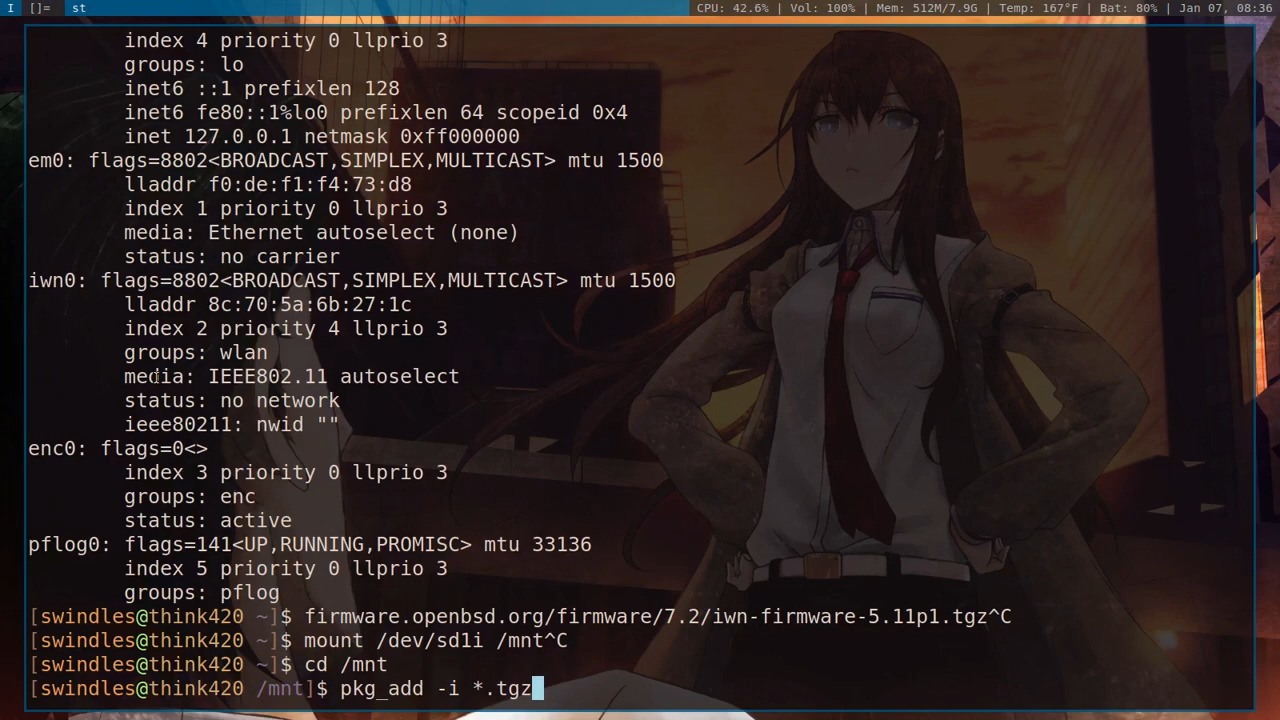 I []= st CPU: 42.6% | Vol: 100% | Mem: 512M/7.9G | Temp: 167°F | Bat: 80% | Jan 07, 08:36
index 4 priority 0 llprio 3
groups: lo
inet6 ::1 prefixlen 128
inet6 fe80::1%lo0 prefixlen 64 scopeid 0x4
inet 127.0.0.1 netmask 0xff000000
em0: flags=8802<BROADCAST,SIMPLEX,MULTICAST> mtu 1500
lladdr f0:de:f1:f4:73:d8
index 1 priority 0 llprio 3
media: Ethernet autoselect (none)
status: no carrier
iwn0: flags=8802<BROADCAST,SIMPLEX,MULTICAST> mtu 1500
lladdr 8c:70:5a:6b:27:1c
index 2 priority 4 llprio 3
groups: wlan
media: IEEE802.11 autoselect
status: no network
ieee80211: nwid ""
enc0: flags=0<>
index 3 priority 0 llprio 3
groups: enc
status: active
pflog0: flags=141<UP,RUNNING,PROMISC> mtu 33136
index 5 priority 0 llprio 3
groups: pflog
[swindles@think420 ~]$ firmware.openbsd.org/firmware/7.2/iwn-firmware-5.11p1.tgz^C
[swindles@think420 ~]$ mount /dev/sd1i /mnt^C
[swindles@think420 ~]$ cd /mnt
[swindles@think420 /mnt]$ pkg_add -i *.tgz